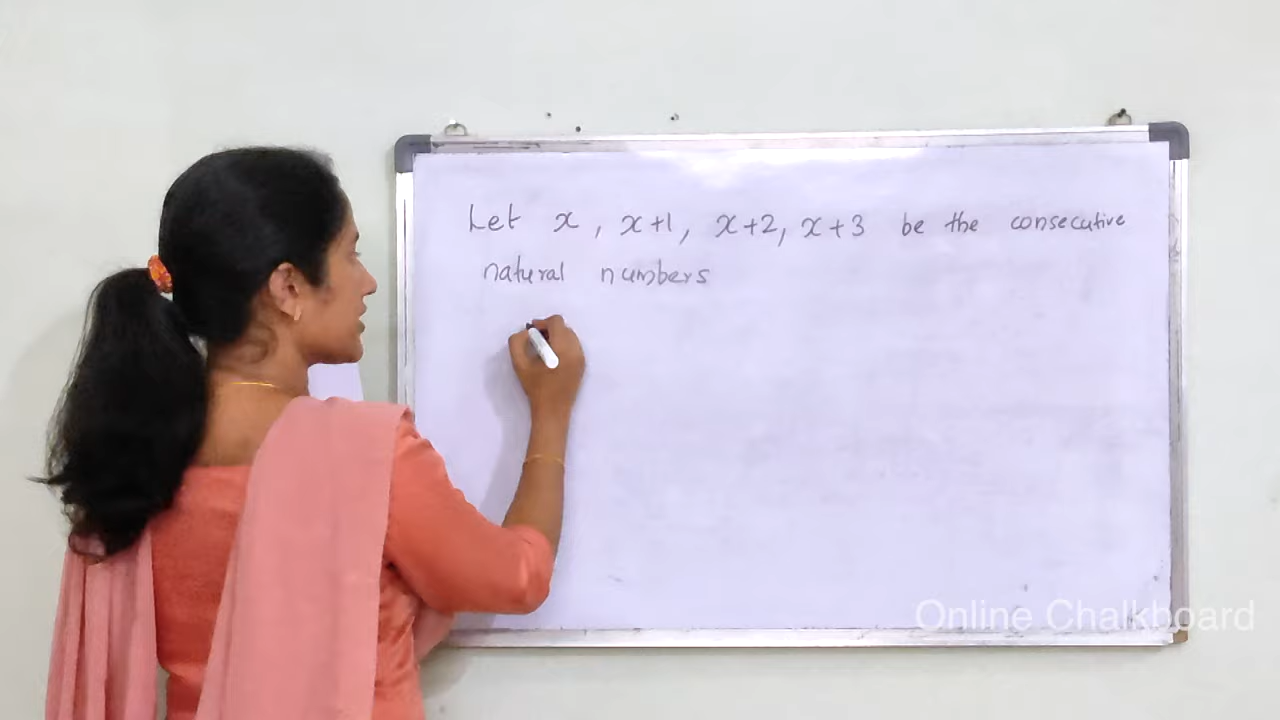 Let x, x+1, x+2, x+3 be the consecutive
natural numbers
Online Chalkboard